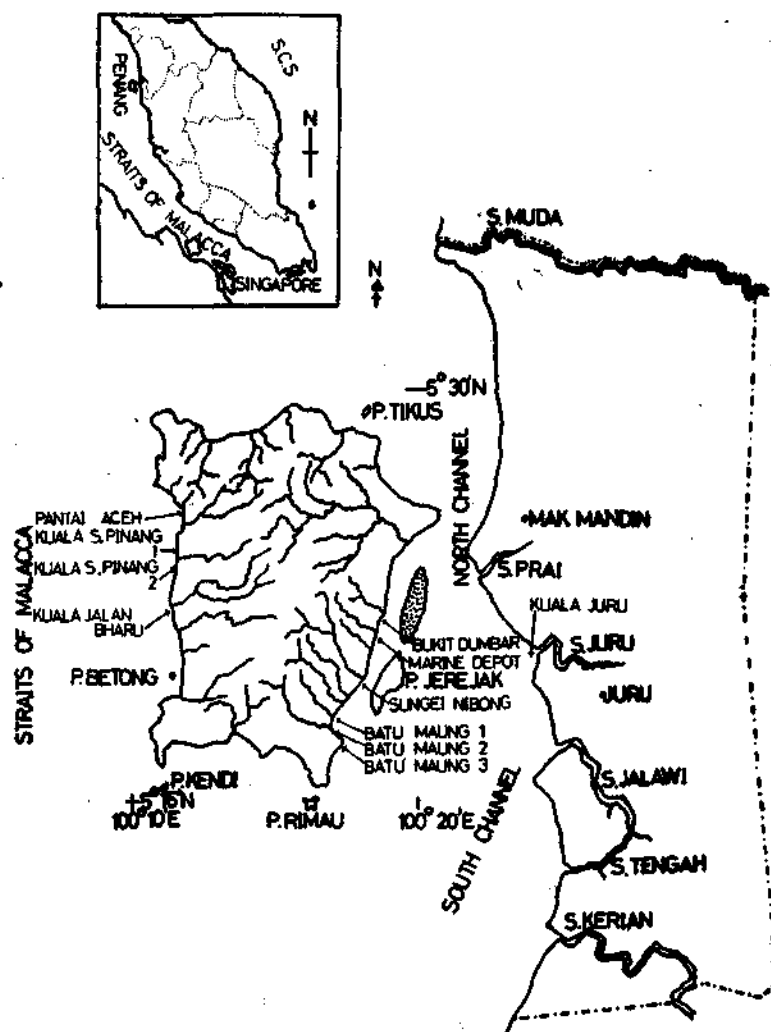 S.C.S
PENANG
N
STRAITS OF MALACCA
SINGAPORE
N
S.MUDA
5°30'N
P.TIKUS
NORTH CHANNEL
MAK MANDIN
S.PRAI
PANTAI ACEH
KUALA S.PINANG
1
KUALA S.PINANG
2
KUALA JALAN
BHARU
STRAITS OF MALACCA
P.BETONG
KUALA JURU
S.JURU
JURU
BUKIT DUMBAR
MARINE DEPOT
P.JEREJAK
SUNGEI NIBONG
BATU MAUNG 1
BATU MAUNG 2
BATU MAUNG 3
P.KENDI
5°15'N
100°10'E
P.RIMAU
100°20'E
SOUTH CHANNEL
S.JALAWI
S.TENGAH
S.KERIAN